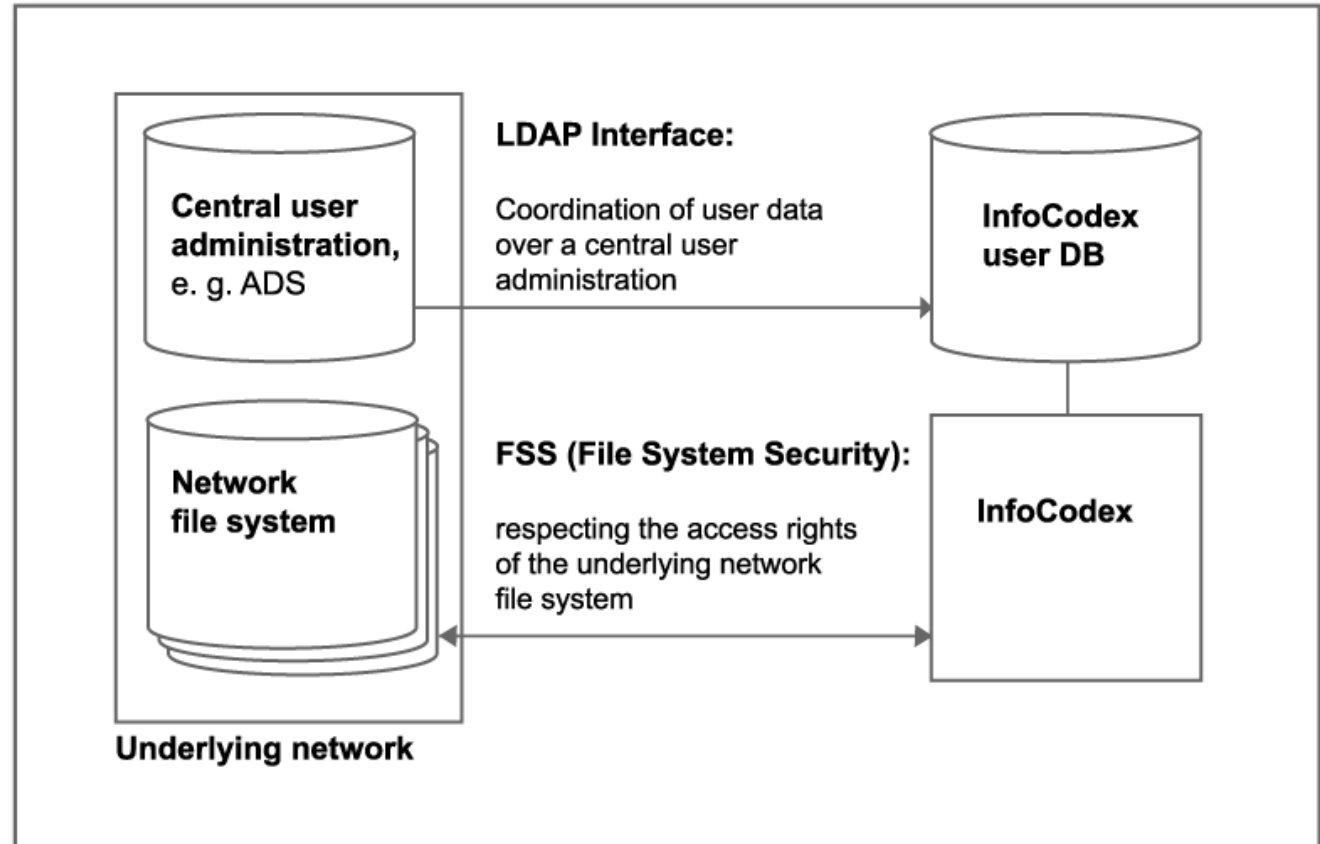 Central user
administration,
e. g. ADS
LDAP Interface:
Coordination of user data
over a central user
administration
InfoCodex
user DB
Network
file system
FSS (File System Security):
respecting the access rights
of the underlying network
file system
InfoCodex
Underlying network